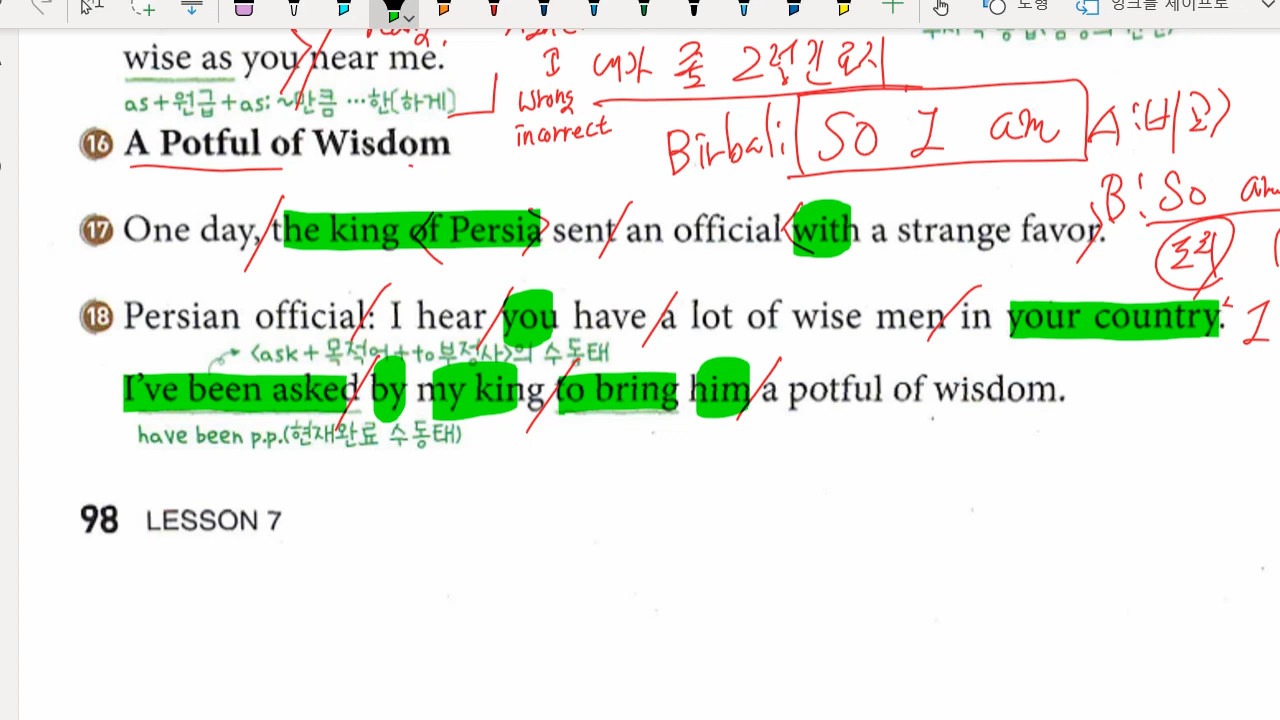 도형
잉크를 셰이프로
wise as you near me.
as+원급+as: ~만큼 …한(하게)
wrong
incorrect
내가 좀 그렇긴 하지
Birbal: So I am
A:
B: So am
16 A Potful of Wisdom
17 One day, the king of Persia sent an official with a strange favor.
18 Persian official: I hear you have a lot of wise men in your country.
I
<ask+목적어+to부정사>의 수동태
I've been asked by my king to bring him a potful of wisdom.
have been p.p.(현재완료 수동태)
98 LESSON 7